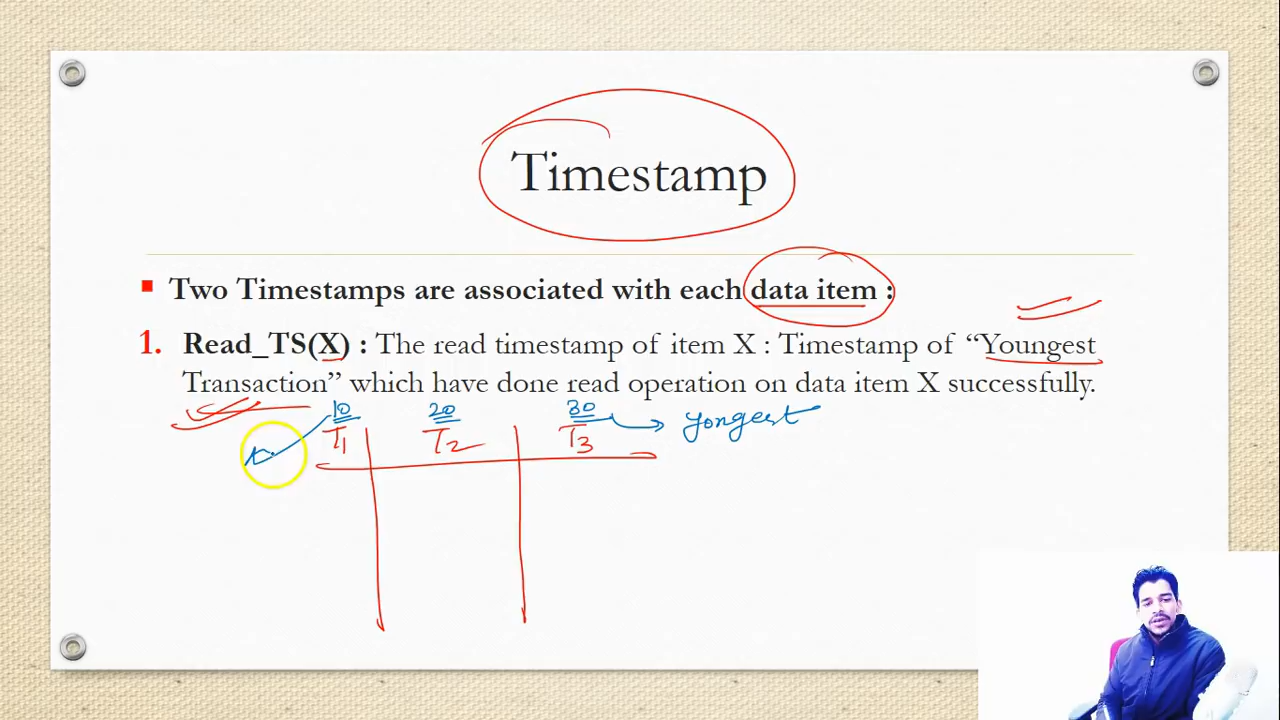 Timestamp
▪ Two Timestamps are associated with each data item :
1. Read_TS(X) : The read timestamp of item X : Timestamp of “Youngest
Transaction” which have done read operation on data item X successfully.
10 20 30 yongest
T1 T2 T3